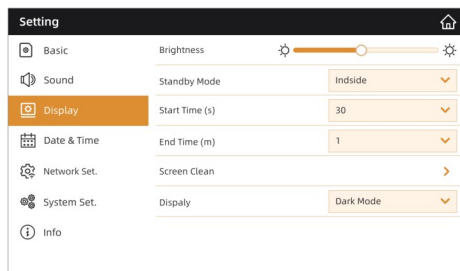 Setting
Basic
Brightness
Sound
Standby Mode
Indside
Display
Start Time (s)
30
Date & Time
End Time (m)
1
Network Set.
Screen Clean
System Set.
Dispaly
Dark Mode
Info